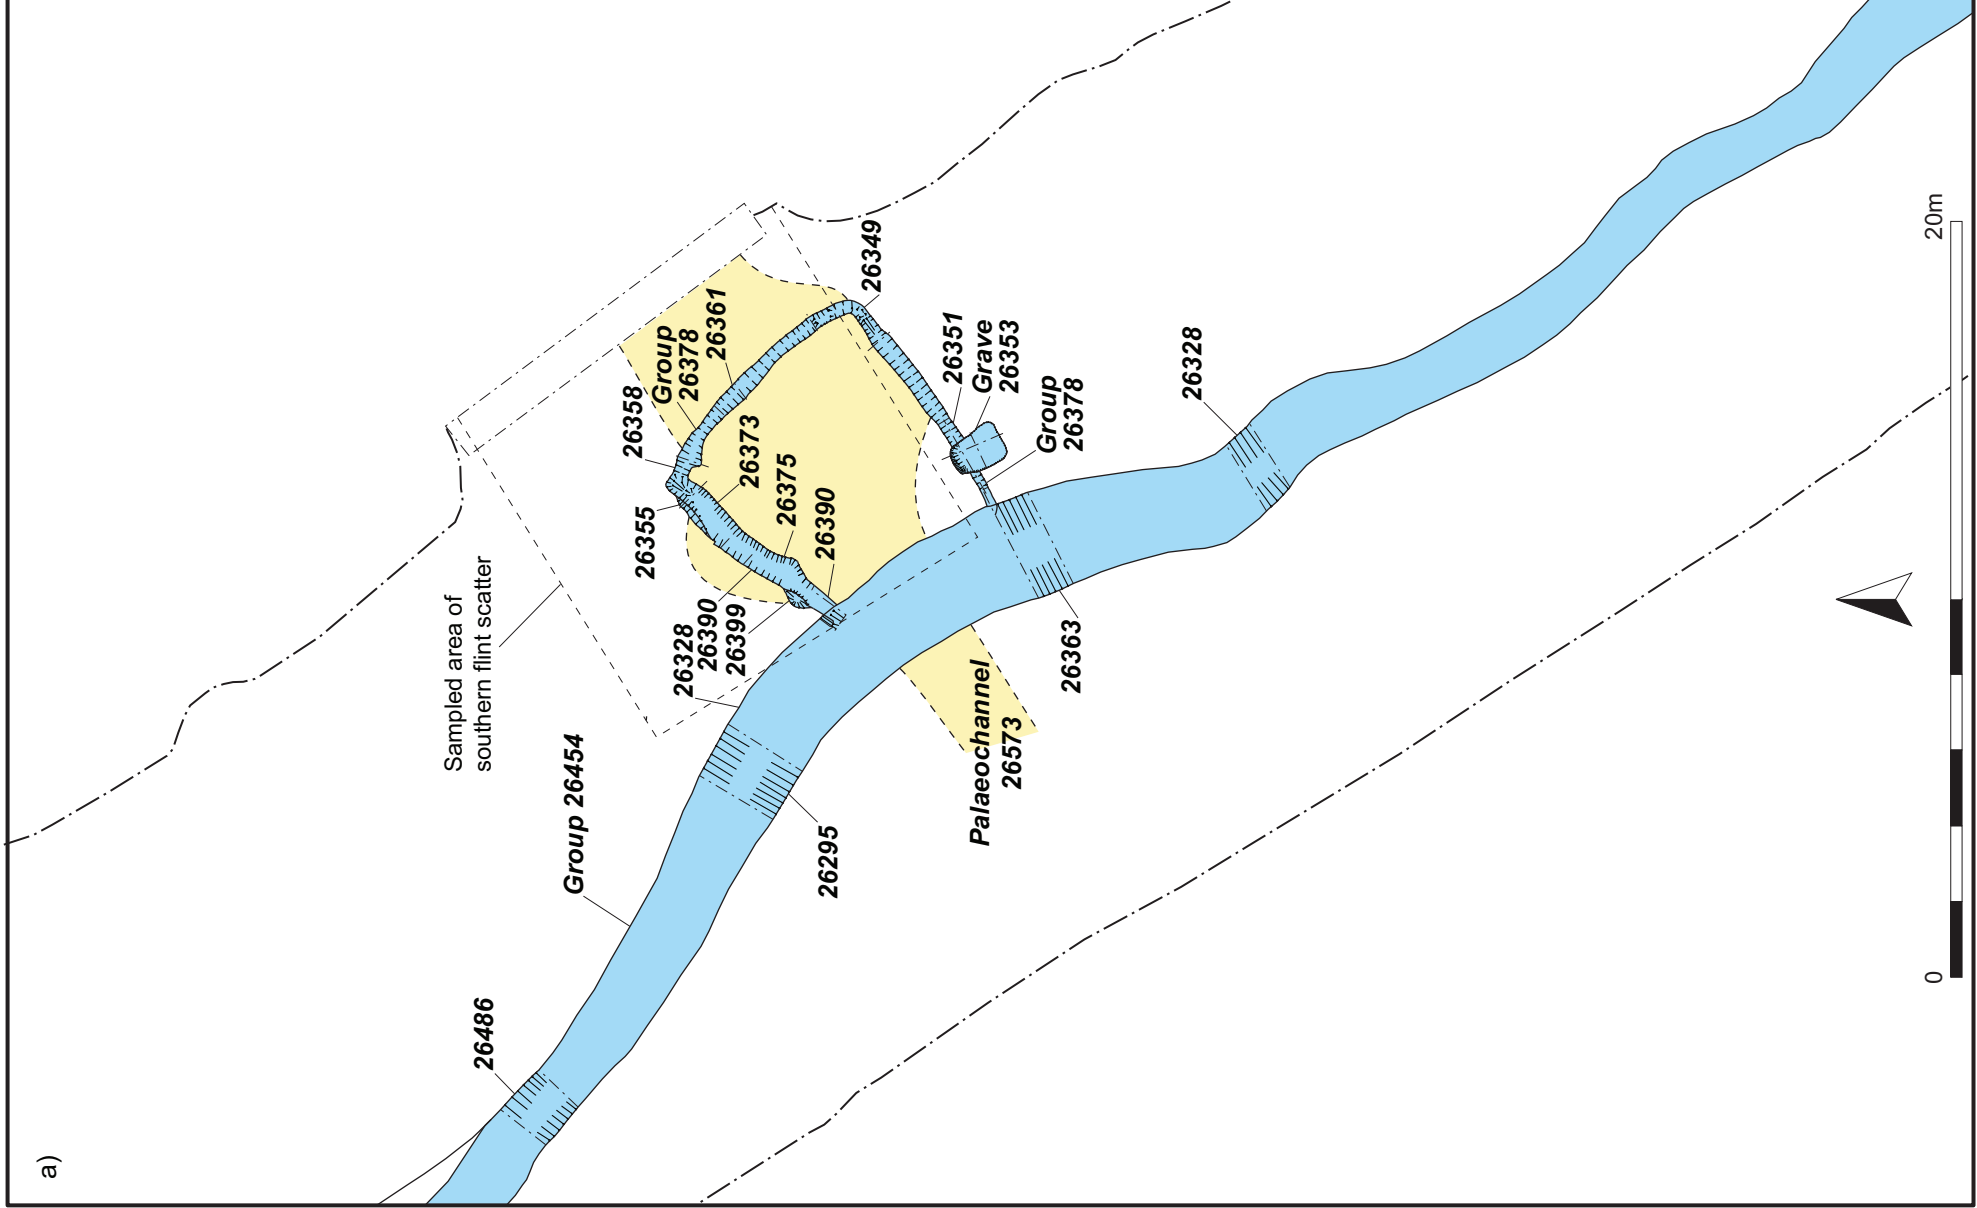 a)
26486
Group 26454
Sampled area of
southern flint scatter
26295
26328
26390
26399
26355
26358
Group
26378
26361
26373
26375
26390
26349
26351
Grave
26353
Group
26378
26328
26363
Palaeochannel
26573
0
20m